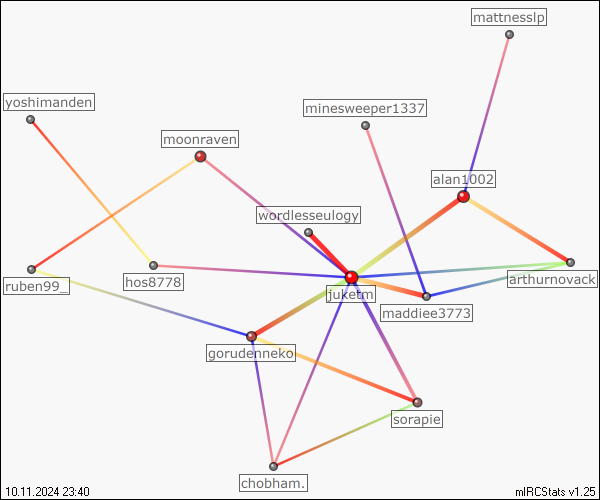 mattnesslp
yoshimanden
minesweeper1337
moonraven
alan1002
wordlesseulogy
ruben99_
hos8778
juketm
arthurnovack
maddiee3773
gorudenneko
sorapie
chobham.
10.11.2024 23:40
mIRCStats v1.25